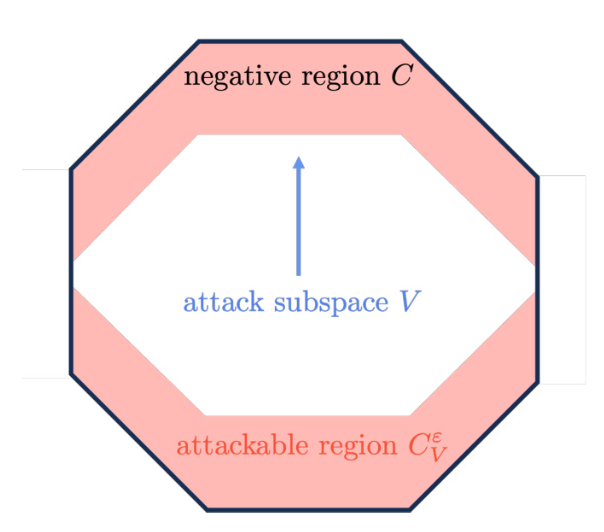 negative region C
attack subspace V
attackable region C_V^ε